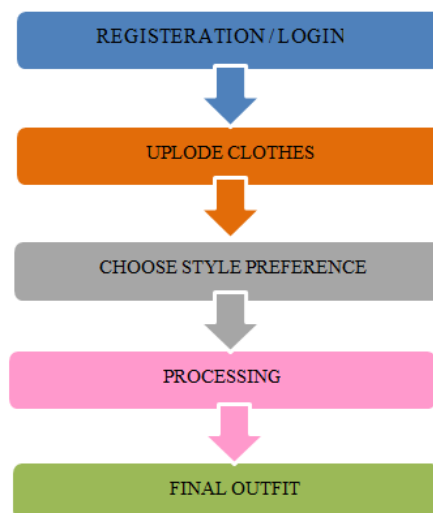 REGISTERATION / LOGIN
UPLODE CLOTHES
CHOOSE STYLE PREFERENCE
PROCESSING
FINAL OUTFIT